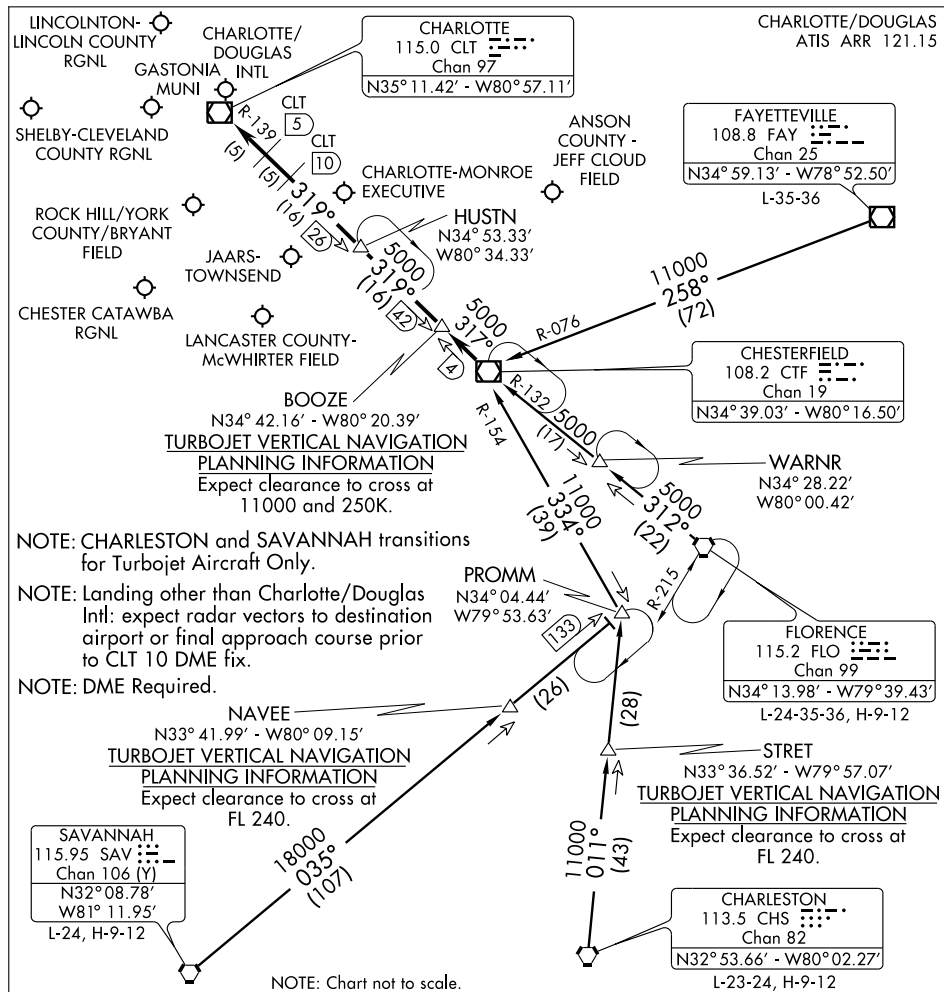 LINCOLNTON-
LINCOLN COUNTY
RGNL
CHARLOTTE/
DOUGLAS
INTL
GASTONIA
MUNI
CHARLOTTE
115.0 CLT
Chan 97
N35° 11.42' - W80° 57.11'
CHARLOTTE/DOUGLAS
ATIS ARR 121.15
SHELBY-CLEVELAND
COUNTY RGNL
R-139
(5)
CLT
5
(5)
CLT
10
ANSON
COUNTY -
JEFF CLOUD
FIELD
FAYETTEVILLE
108.8 FAY
Chan 25
N34° 59.13' - W78° 52.50'
L-35-36
CHARLOTTE-MONROE
EXECUTIVE
ROCK HILL/YORK
COUNTY/BRYANT
FIELD
319°
(16)
26
HUSTN
N34° 53.33'
W80° 34.33'
JAARS-
TOWNSEND
5000
319°
(16)
42
CHESTER CATAWBA
RGNL
LANCASTER COUNTY-
McWHIRTER FIELD
5000
317°
4
11000
258°
(72)
R-076
CHESTERFIELD
108.2 CTF
Chan 19
N34° 39.03' - W80° 16.50'
BOOZE
N34° 42.16' - W80° 20.39'
TURBOJET VERTICAL NAVIGATION
PLANNING INFORMATION
Expect clearance to cross at
11000 and 250K.
R-132
5000
(17)
R-154
WARNR
N34° 28.22'
W80° 00.42'
11000
334°
(39)
5000
312°
(22)
NOTE: CHARLESTON and SAVANNAH transitions
for Turbojet Aircraft Only.
NOTE: Landing other than Charlotte/Douglas
Intl: expect radar vectors to destination
airport or final approach course prior
to CLT 10 DME fix.
NOTE: DME Required.
PROMM
N34° 04.44'
W79° 53.63'
R-215
133
FLORENCE
115.2 FLO
Chan 99
N34° 13.98' - W79° 39.43'
L-24-35-36, H-9-12
(26)
(28)
NAVEE
N33° 41.99' - W80° 09.15'
TURBOJET VERTICAL NAVIGATION
PLANNING INFORMATION
Expect clearance to cross at
FL 240.
STRET
N33° 36.52' - W79° 57.07'
TURBOJET VERTICAL NAVIGATION
PLANNING INFORMATION
Expect clearance to cross at
FL 240.
SAVANNAH
115.95 SAV
Chan 106 (Y)
N32° 08.78'
W81° 11.95'
L-24, H-9-12
18000
035°
(107)
11000
011°
(43)
CHARLESTON
113.5 CHS
Chan 82
N32° 53.66' - W80° 02.27'
L-23-24, H-9-12
NOTE: Chart not to scale.